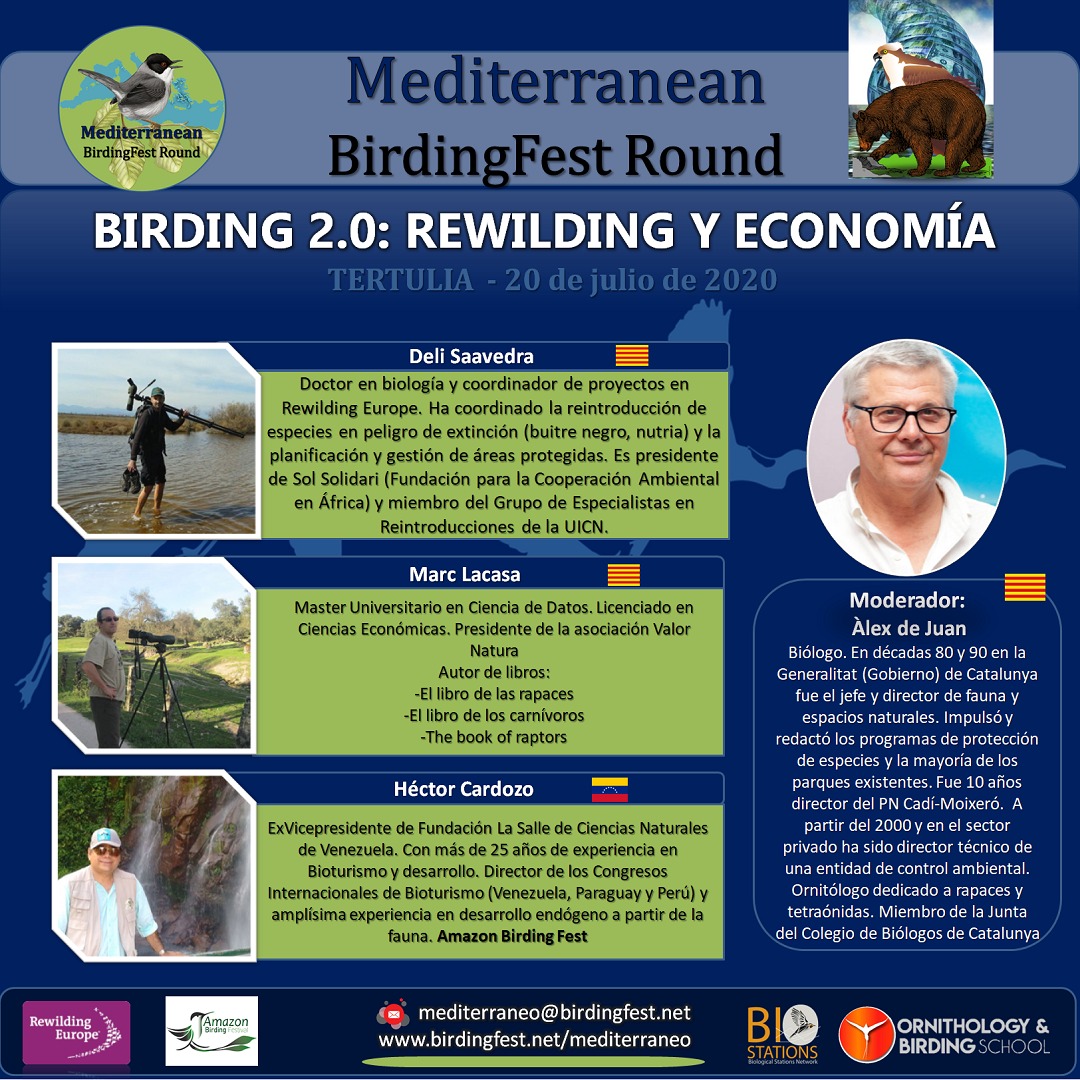 Mediterranean
BirdingFest Round
Mediterranean
BirdingFest Round
BIRDING 2.0: REWILDING Y ECONOMÍA
TERTULIA - 20 de julio de 2020
Deli Saavedra
Doctor en biología y coordinador de proyectos en
Rewilding Europe. Ha coordinado la reintroducción de
especies en peligro de extinción (buitre negro, nutria) y la
planificación y gestión de áreas protegidas. Es presidente
de Sol Solidari (Fundación para la Cooperación Ambiental
en África) y miembro del Grupo de Especialistas en
Reintroducciones de la UICN.
Marc Lacasa
Master Universitario en Ciencia de Datos. Licenciado en
Ciencias Económicas. Presidente de la asociación Valor
Natura
Autor de libros:
-El libro de las rapaces
-El libro de los carnívoros
-The book of raptors
Héctor Cardozo
ExVicepresidente de Fundación La Salle de Ciencias Naturales
de Venezuela. Con más de 25 años de experiencia en
Bioturismo y desarrollo. Director de los Congresos
Internacionales de Bioturismo (Venezuela, Paraguay y Perú) y
amplísima experiencia en desarrollo endógeno a partir de la
fauna. Amazon Birding Fest
Moderador:
Àlex de Juan
Biólogo. En décadas 80 y 90 en la
Generalitat (Gobierno) de Catalunya
fue el jefe y director de fauna y
espacios naturales. Impulsó y
redactó los programas de protección
de especies y la mayoría de los
parques existentes. Fue 10 años
director del PN Cadí-Moixeró. A
partir del 2000 y en el sector
privado ha sido director técnico de
una entidad de control ambiental.
Ornitólogo dedicado a rapaces y
tetraónidas. Miembro de la Junta
del Colegio de Biólogos de Catalunya
Rewilding
Europe
Amazon
Birding Festival
mediterraneo@birdingfest.net
www.birdingfest.net/mediterraneo
BIO
STATIONS
Biological Stations Network
ORNITHOLOGY &
BIRDING SCHOOL